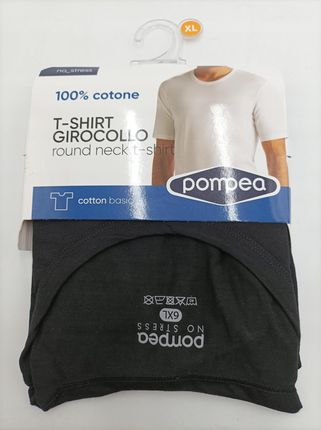 XL
no_stress
100% cotone
T-SHIRT
GIROCOLLO
round neck t-shirt
pompea
cotton basic
pompea
NO STRESS
6XL